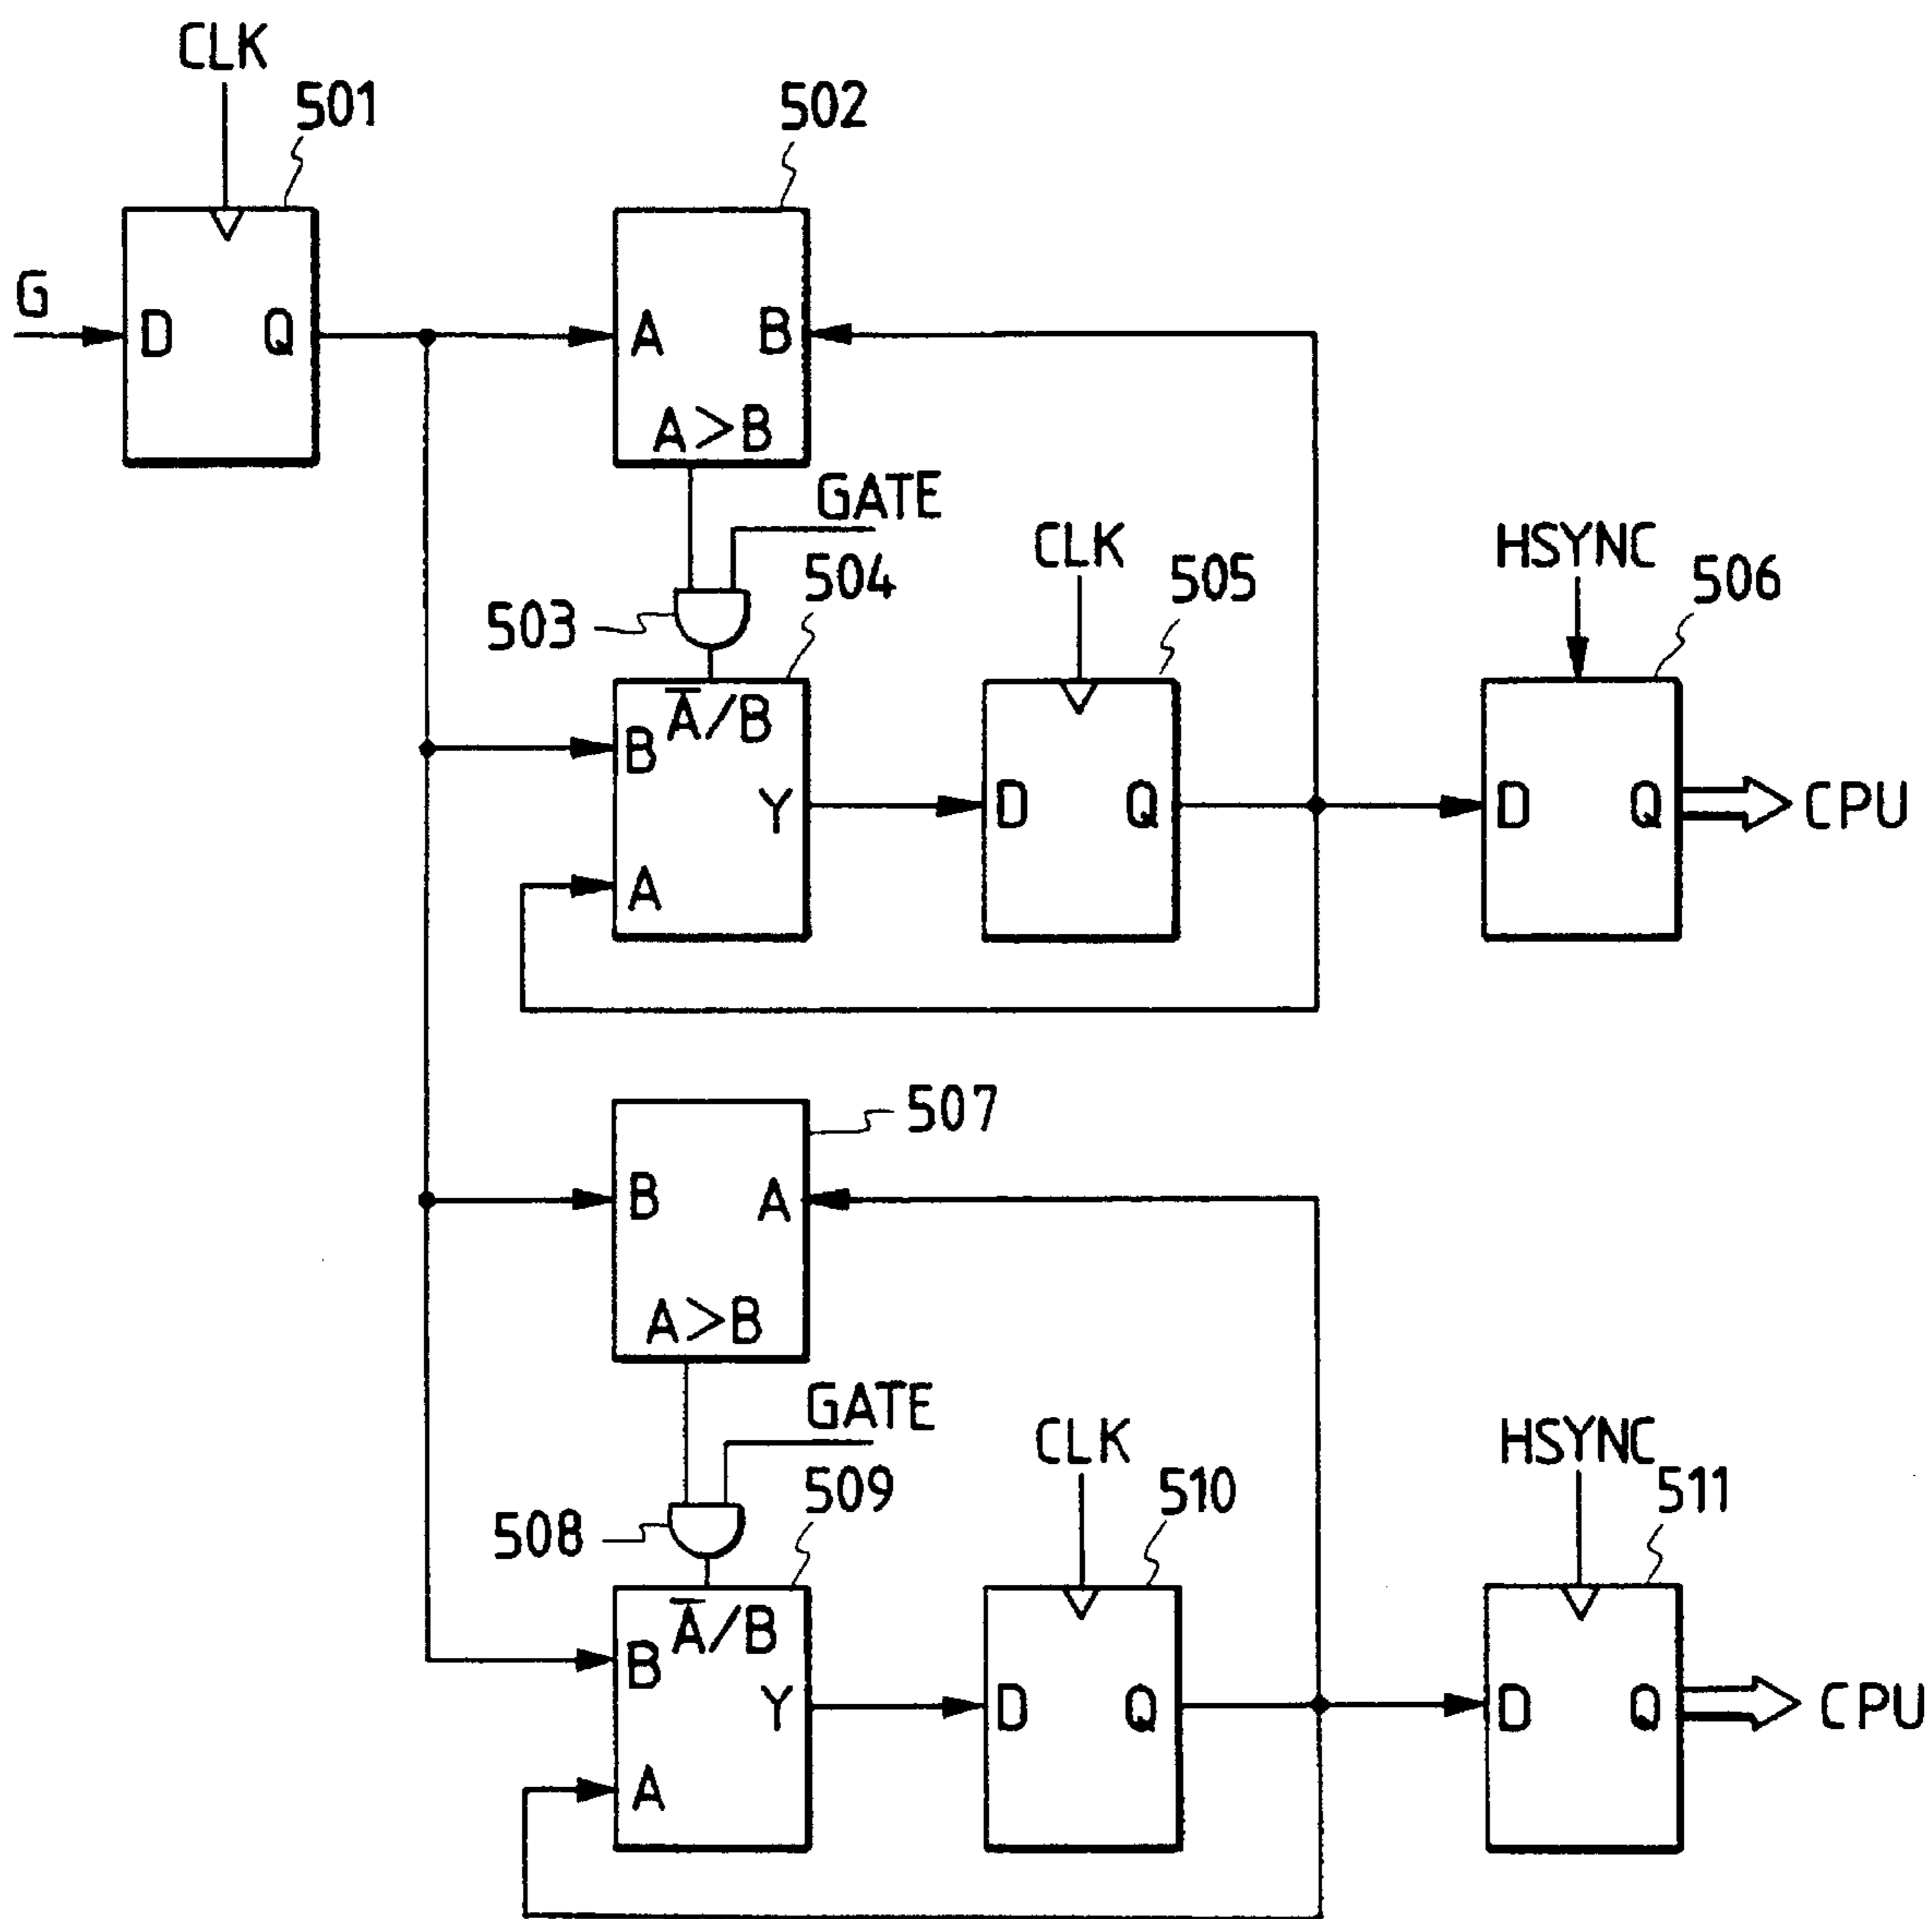 CLK
501
502
G
D Q
A B
A>B
GATE
504
503
CLK
505
HSYNC
506
A̅/B
B
Y
A
D Q
D Q
CPU
507
B A
A>B
GATE
509
508
CLK
510
HSYNC
511
A̅/B
B
Y
A
D Q
D Q
CPU